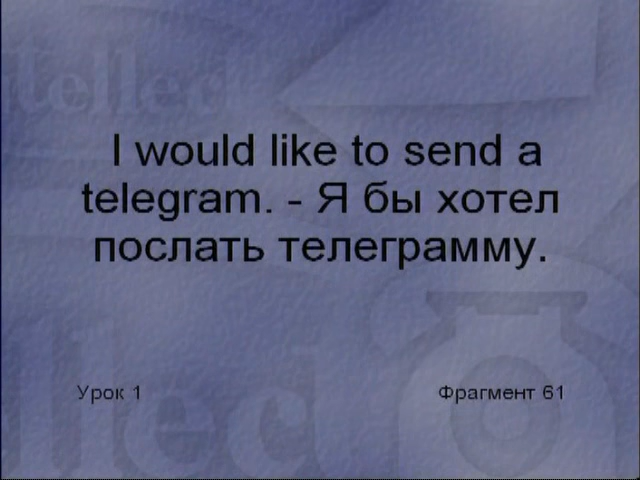 I would like to send a
telegram. - Я бы хотел
послать телеграмму.
Урок 1
Фрагмент 61